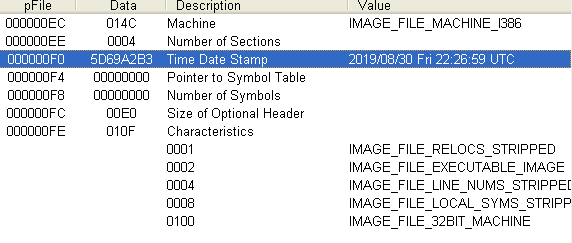 pFile Data Description Value
000000EC 014C Machine IMAGE_FILE_MACHINE_I386
000000EE 0004 Number of Sections
000000F0 5D69A2B3 Time Date Stamp 2019/08/30 Fri 22:26:59 UTC
000000F4 00000000 Pointer to Symbol Table
000000F8 00000000 Number of Symbols
000000FC 00E0 Size of Optional Header
000000FE 010F Characteristics
0001 IMAGE_FILE_RELOCS_STRIPPED
0002 IMAGE_FILE_EXECUTABLE_IMAGE
0004 IMAGE_FILE_LINE_NUMS_STRIPPED
0008 IMAGE_FILE_LOCAL_SYMS_STRIPP
0100 IMAGE_FILE_32BIT_MACHINE